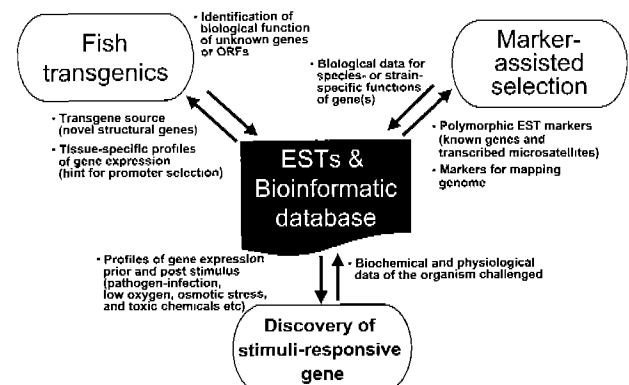 Fish
transgenics
• Identification of
biological function
of unknown genes
or ORFs
Marker-
assisted
selection
• Biological data for
species- or strain-
specific functions
of gene(s)
• Transgene source
(novel structural genes)
• Tissue-specific profiles
of gene expression
(hint for promoter selection)
• Polymorphic EST markers
(known genes and
transcribed microsatellites)
• Markers for mapping
genome
ESTs &
Bioinformatic
database
• Profiles of gene expression
prior and post stimulus
(pathogen-infection,
low oxygen, osmotic stress,
and toxic chemicals etc)
• Biochemical and physiological
data of the organism challenged
Discovery of
stimuli-responsive
gene